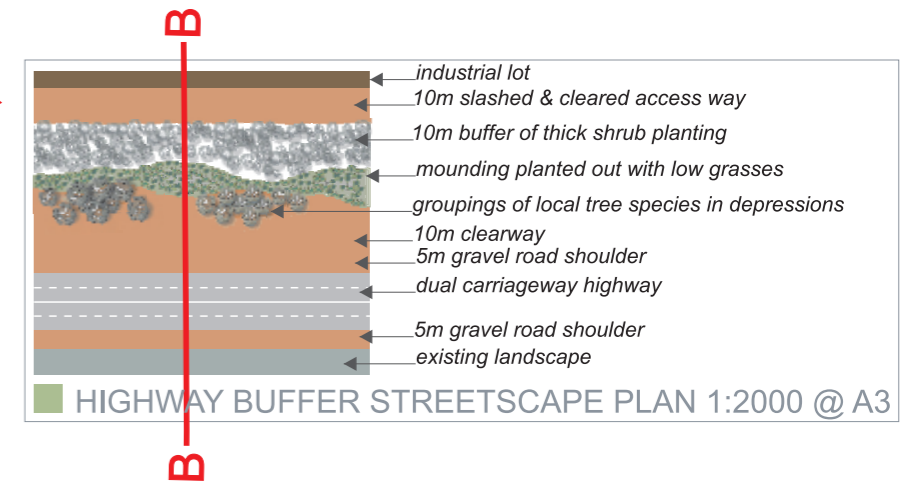 B
industrial lot
10m slashed & cleared access way
10m buffer of thick shrub planting
mounding planted out with low grasses
groupings of local tree species in depressions
10m clearway
5m gravel road shoulder
dual carriageway highway
5m gravel road shoulder
existing landscape
HIGHWAY BUFFER STREETSCAPE PLAN 1:2000 @ A3
B